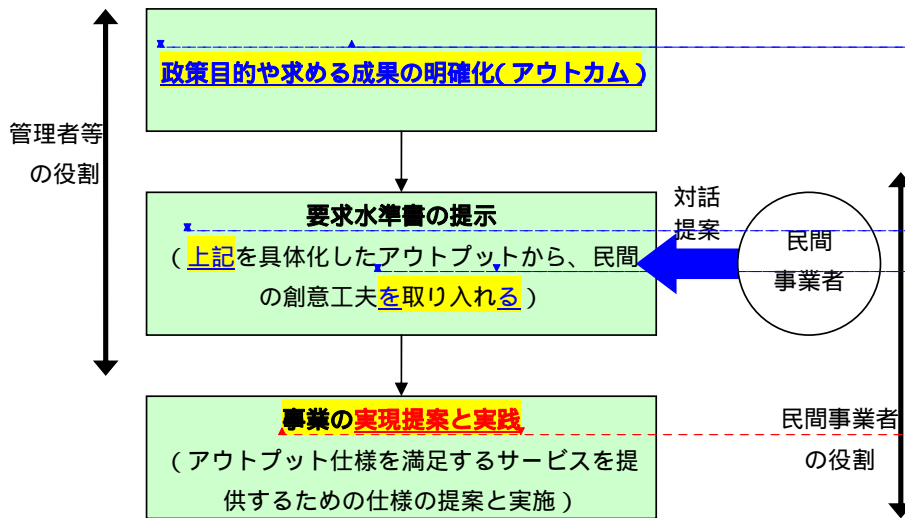 政策目的や求める成果の明確化(アウトカム)
管理者等
の役割
要求水準書の提示
(上記を具体化したアウトプットから、民間
の創意工夫を取り入れる)
対話
提案
民間
事業者
事業の実現提案と実践
(アウトプット仕様を満足するサービスを提
供するための仕様の提案と実施)
民間事業者
の役割